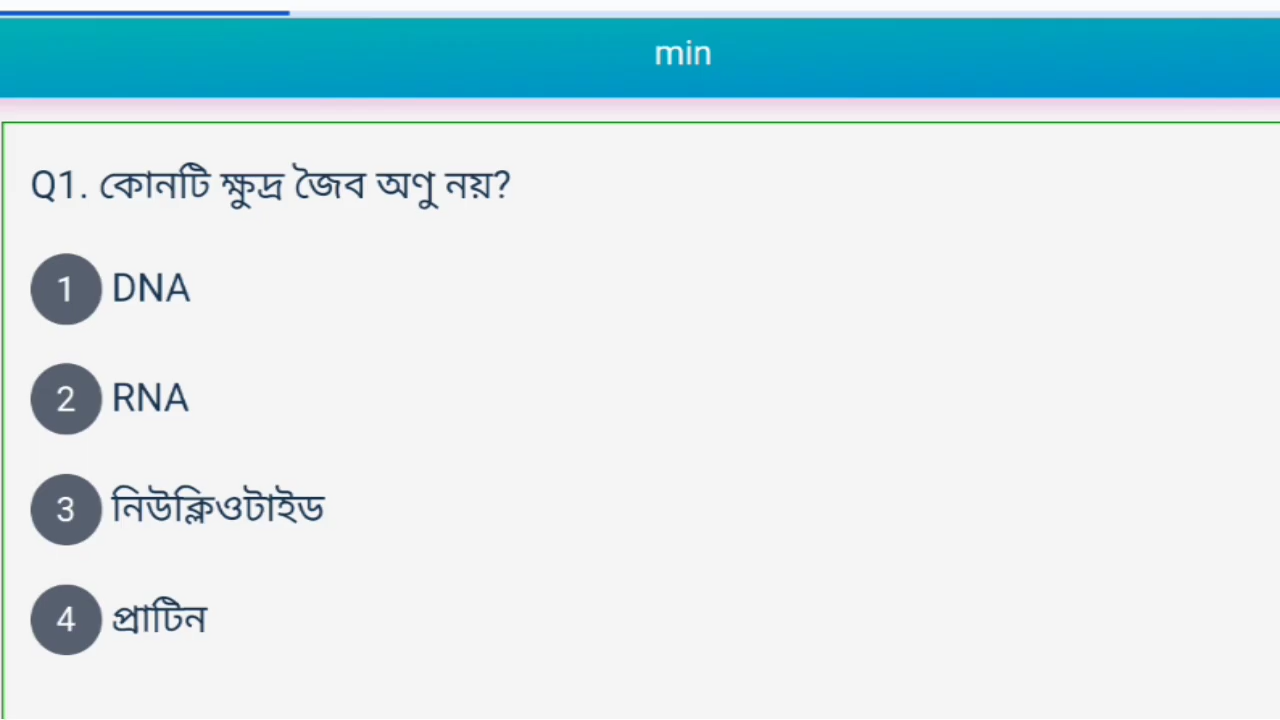 min
Q1. কোনটি ক্ষুদ্র জৈব অণু নয়?
1 DNA
2 RNA
3 নিউক্লিওটাইড
4 প্রাটিন